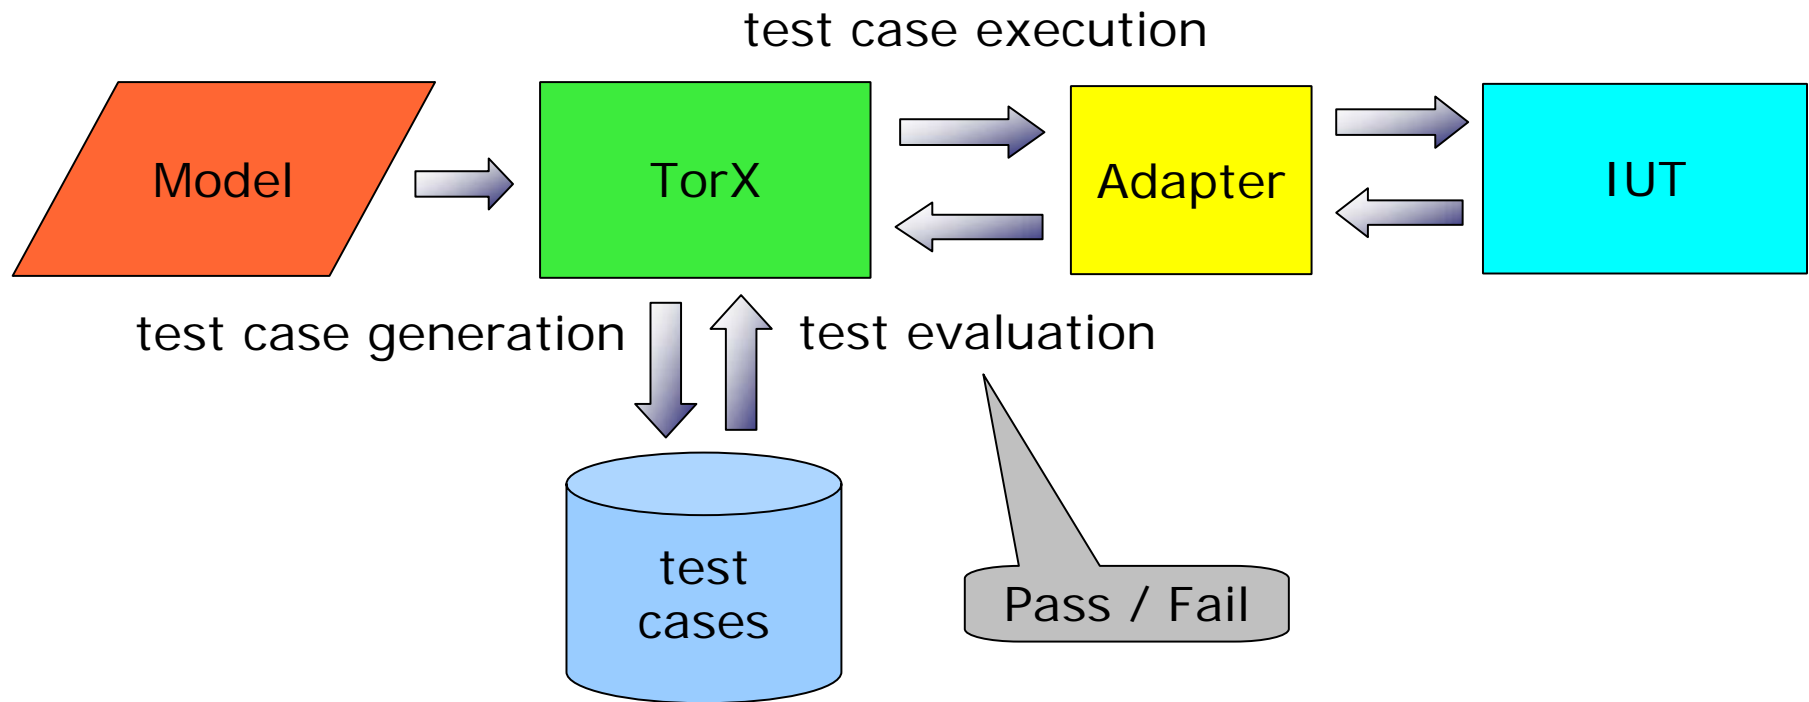 test case execution
Model
TorX
Adapter
IUT
test case generation
test evaluation
test
cases
Pass / Fail